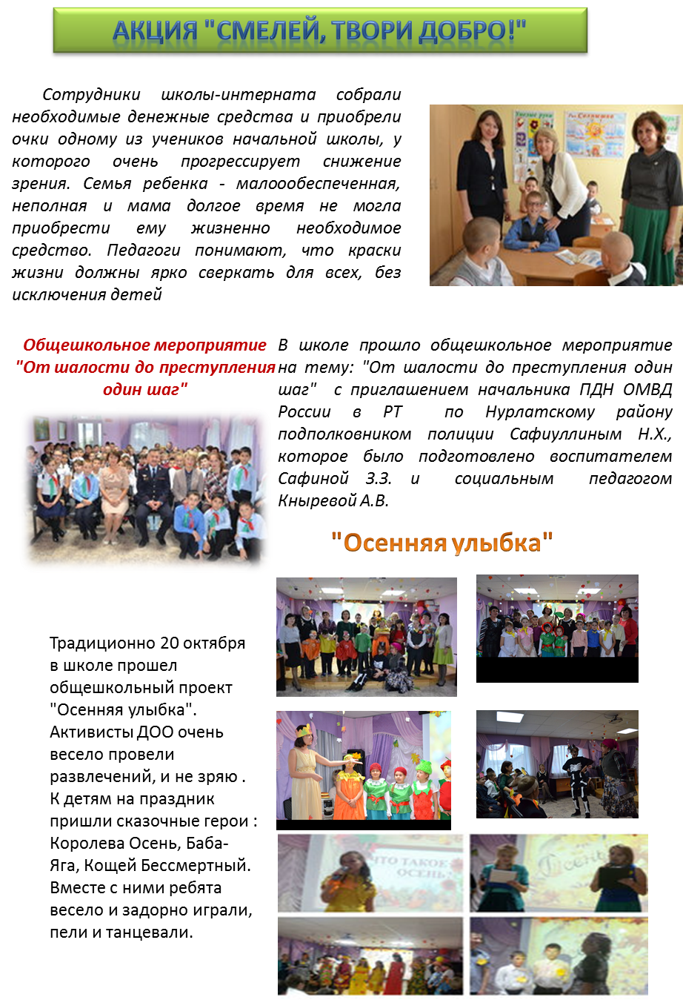 АКЦИЯ "СМЕЛЕЙ, ТВОРИ ДОБРО!"
Сотрудники школы-интерната собрали
необходимые денежные средства и приобрели
очки одному из учеников начальной школы, у
которого очень прогрессирует снижение
зрения. Семья ребенка - малоообеспеченная,
неполная и мама долгое время не могла
приобрести ему жизненно необходимое
средство. Педагоги понимают, что краски
жизни должны ярко сверкать для всех, без
исключения детей
Общешкольное мероприятие
"От шалости до преступления
один шаг"
В школе прошло общешкольное мероприятие
на тему: "От шалости до преступления один
шаг" с приглашением начальника ПДН ОМВД
России в РТ по Нурлатскому району
подполковником полиции Сафиуллиным Н.Х.,
которое было подготовлено воспитателем
Сафиной З.З. и социальным педагогом
Кныревой А.В.
"Осенняя улыбка"
Традиционно 20 октября
в школе прошел
общешкольный проект
"Осенняя улыбка".
Активисты ДОО очень
весело провели
развлечений, и не зряю .
К детям на праздник
пришли сказочные герои :
Королева Осень, Баба-
Яга, Кощей Бессмертный.
Вместе с ними ребята
весело и задорно играли,
пели и танцевали.
ЧТО ТАКОЕ
ОСЕНЬ
Осень